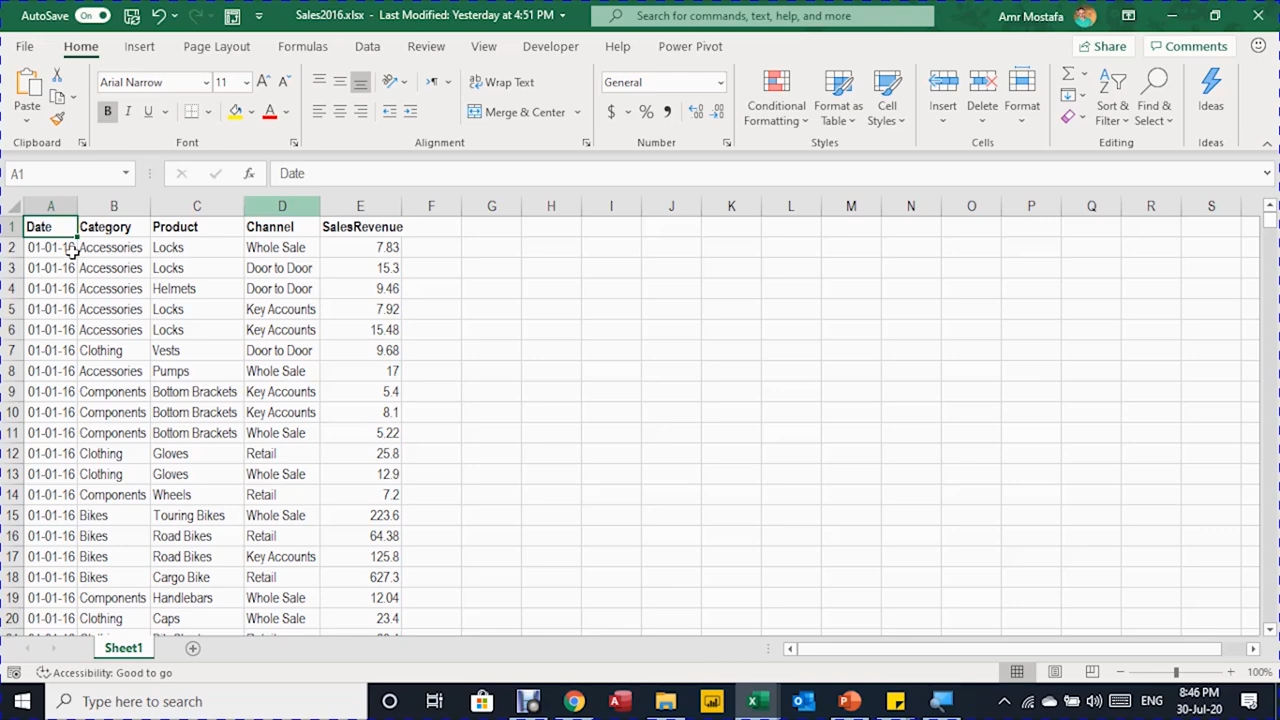 AutoSave On Sales2016.xlsx - Last Modified: Yesterday at 4:51 PM Search for commands, text, help, and more Amr Mostafa
File Home Insert Page Layout Formulas Data Review View Developer Help Power Pivot Share Comments
Paste Arial Narrow 11 Wrap Text General Conditional Format as Cell Insert Delete Format Sort & Find & Ideas
Merge & Center Formatting Table Styles Filter Select
Clipboard Font Alignment Number Styles Cells Editing Ideas
A1 fx Date
A B C D E F G H I J K L M N O P Q R S
1 Date Category Product Channel SalesRevenue
2 01-01-16 Accessories Locks Whole Sale 7.83
3 01-01-16 Accessories Locks Door to Door 15.3
4 01-01-16 Accessories Helmets Door to Door 9.46
5 01-01-16 Accessories Locks Key Accounts 7.92
6 01-01-16 Accessories Locks Key Accounts 15.48
7 01-01-16 Clothing Vests Door to Door 9.68
8 01-01-16 Accessories Pumps Whole Sale 17
9 01-01-16 Components Bottom Brackets Key Accounts 5.4
10 01-01-16 Components Bottom Brackets Key Accounts 8.1
11 01-01-16 Components Bottom Brackets Whole Sale 5.22
12 01-01-16 Clothing Gloves Retail 25.8
13 01-01-16 Clothing Gloves Whole Sale 12.9
14 01-01-16 Components Wheels Retail 7.2
15 01-01-16 Bikes Touring Bikes Whole Sale 223.6
16 01-01-16 Bikes Road Bikes Retail 64.38
17 01-01-16 Bikes Road Bikes Key Accounts 125.8
18 01-01-16 Bikes Cargo Bike Retail 627.3
19 01-01-16 Components Handlebars Whole Sale 12.04
20 01-01-16 Clothing Caps Whole Sale 23.4
Sheet1
Accessibility: Good to go 100%
Type here to search ENG 8:46 PM
30-Jul-20